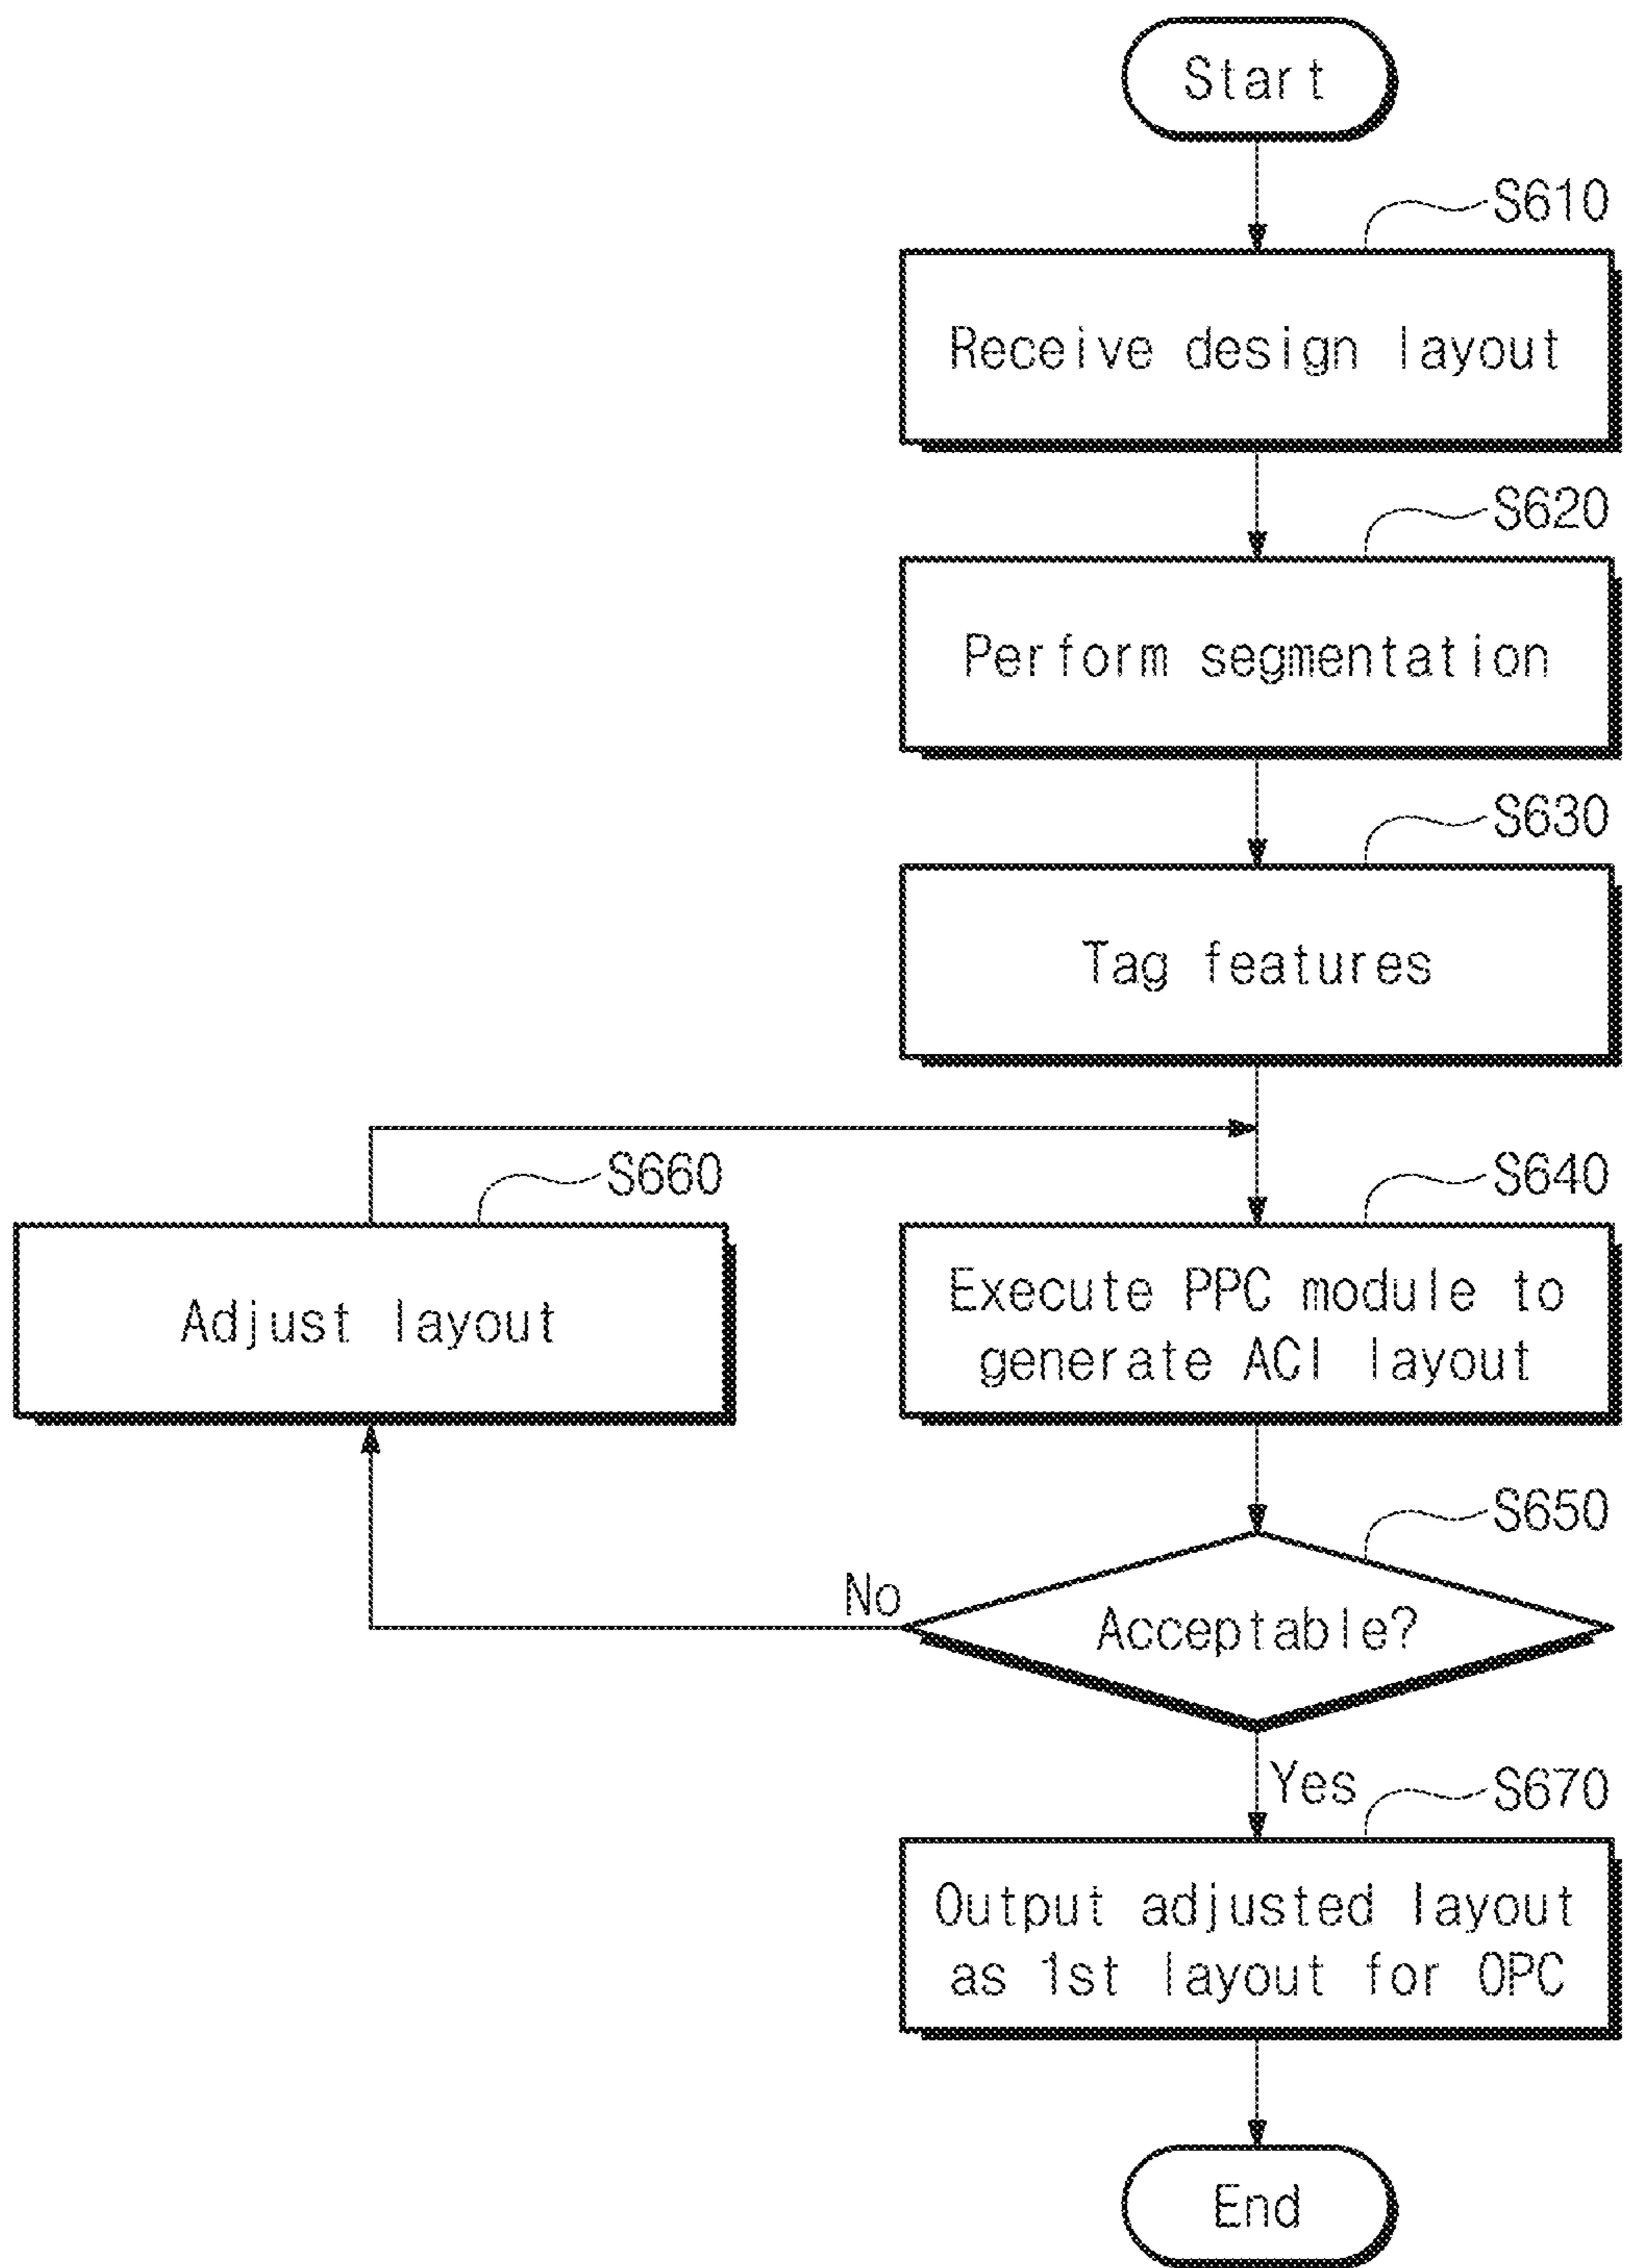 Start
S610
Receive design layout
S620
Perform segmentation
S630
Tag features
S660
Adjust layout
S640
Execute PPC module to
generate ACI layout
S650
No
Acceptable?
Yes
S670
Output adjusted layout
as 1st layout for OPC
End